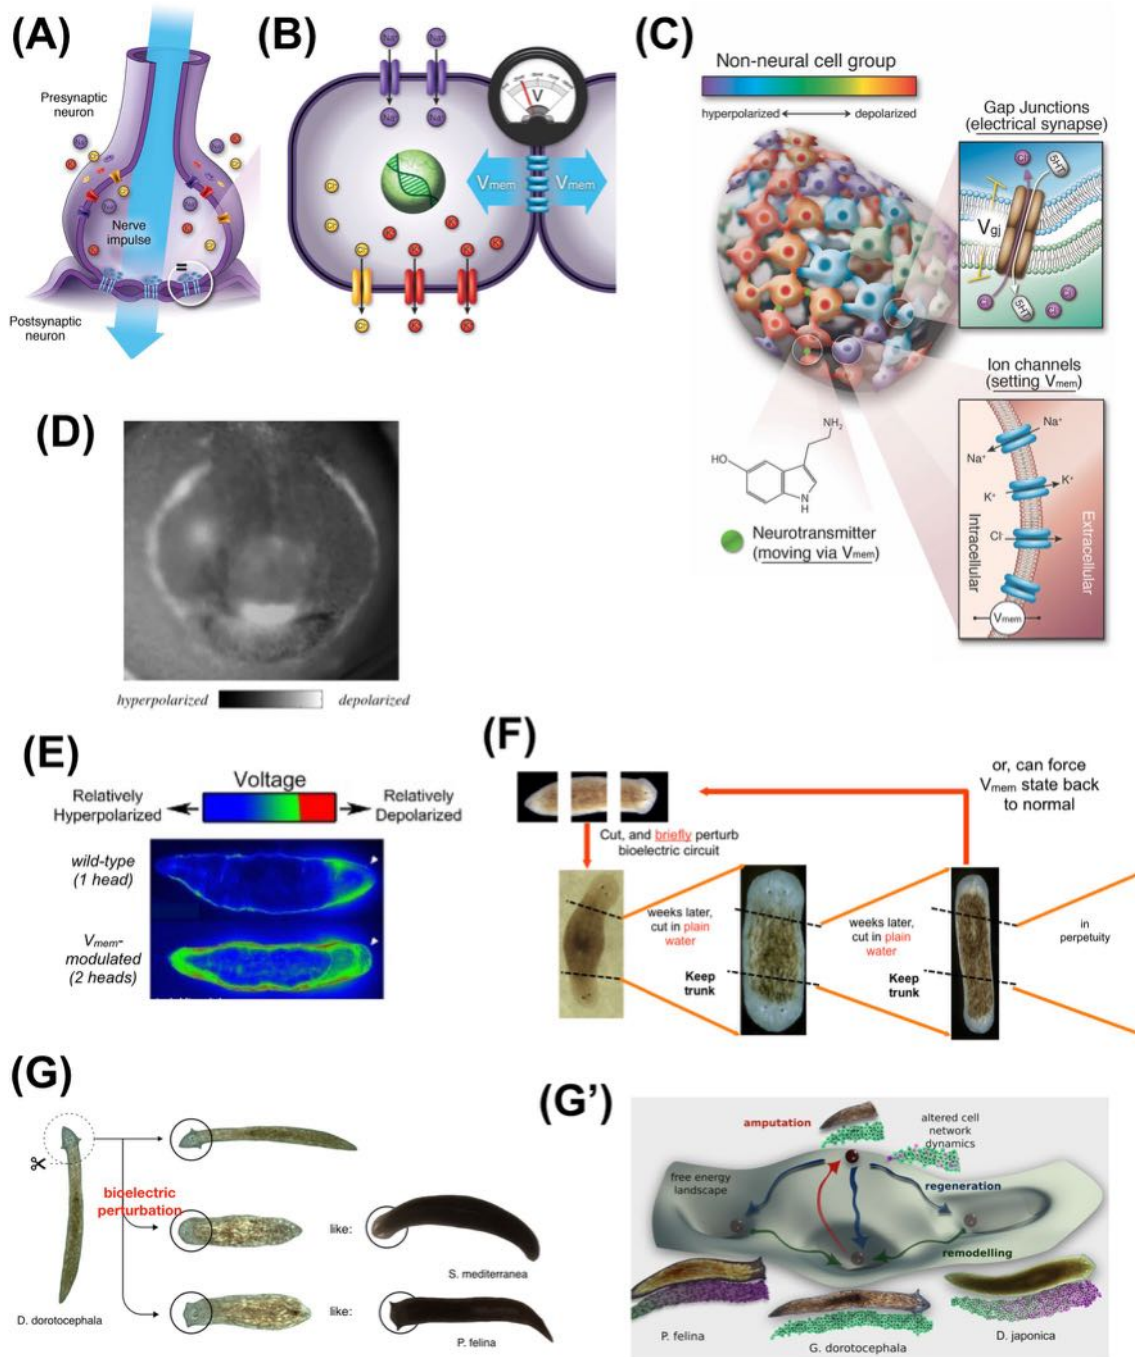 (A)
Presynaptic
neuron
Nerve
impulse
=
Postsynaptic
neuron
(B)
V
Vmem
Vmem
(C)
Non-neural cell group
hyperpolarized
depolarized
Gap Junctions
(electrical synapse)
5HT
Vgj
5HT
Ion channels
(setting Vmem)
Na⁺
Na⁺
K⁺
K⁺
Cl⁻
Intracellular
Extracellular
Vmem
NH₂
HO
N
H
Neurotransmitter
(moving via Vmem)
(D)
hyperpolarized
depolarized
(E)
Voltage
Relatively
Hyperpolarized
Relatively
Depolarized
wild-type
(1 head)
Vmem-
modulated
(2 heads)
(F)
or, can force
Vmem state back
to normal
Cut, and briefly perturb
bioelectric circuit
weeks later,
cut in plain
water
Keep
trunk
weeks later,
cut in plain
water
Keep
trunk
in
perpetuity
(G)
bioelectric
perturbation
like:
S. mediterranea
D. dorotocephala
like:
P. felina
(G')
amputation
altered cell
network
dynamics
free energy
landscape
regeneration
remodelling
P. felina
G. dorotocephala
D. japonica